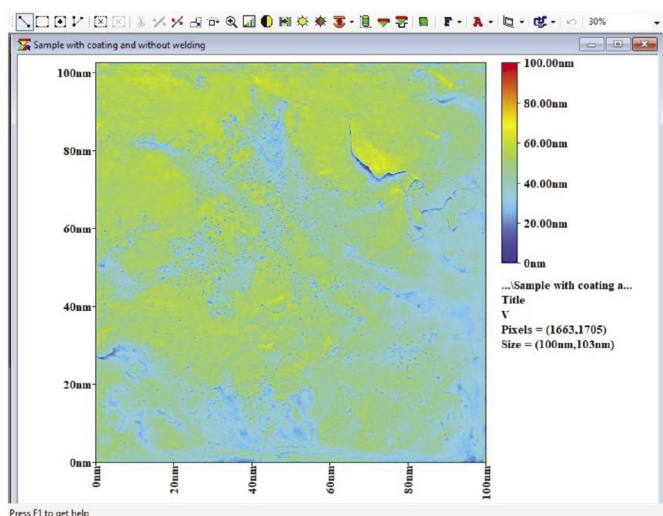 F A 30%
Sample with coating and without welding
100nm
80nm
60nm
40nm
20nm
0nm
0nm 20nm 40nm 60nm 80nm 100nm
100.00nm
80.00nm
60.00nm
40.00nm
20.00nm
0nm
...\Sample with coating a...
Title
V
Pixels = (1663,1705)
Size = (100nm,103nm)
Press F1 to get help